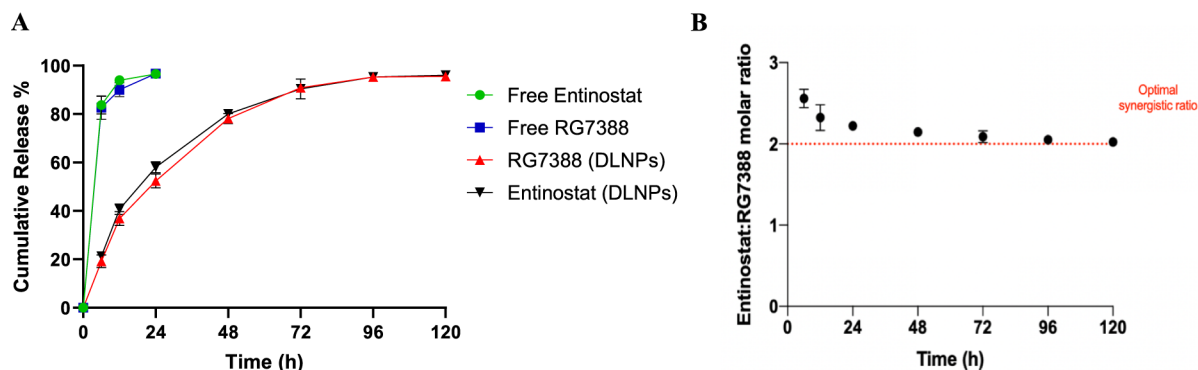 A
Cumulative Release %
100
80
60
40
20
0
0 24 48 72 96 120
Time (h)
Free Entinostat
Free RG7388
RG7388 (DLNPs)
Entinostat (DLNPs)
B
Entinostat:RG7388 molar ratio
3
2
1
0
0 24 48 72 96 120
Time (h)
Optimal
synergistic ratio